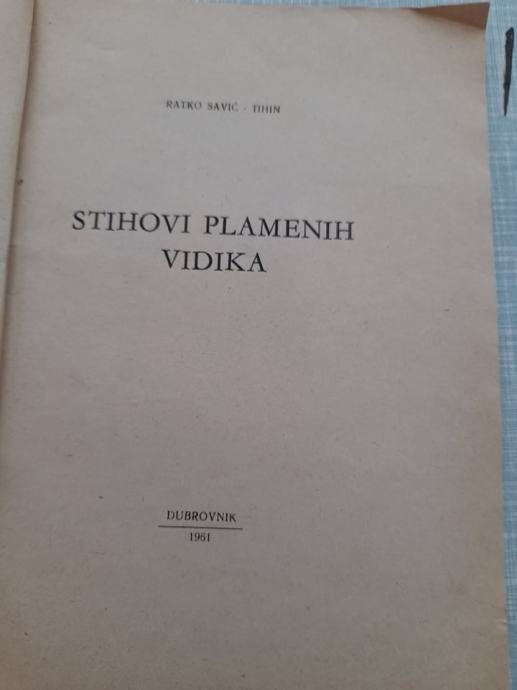 RATKO SAVIĆ - TIHIN
STIHOVI PLAMENIH
VIDIKA
DUBROVNIK
1961